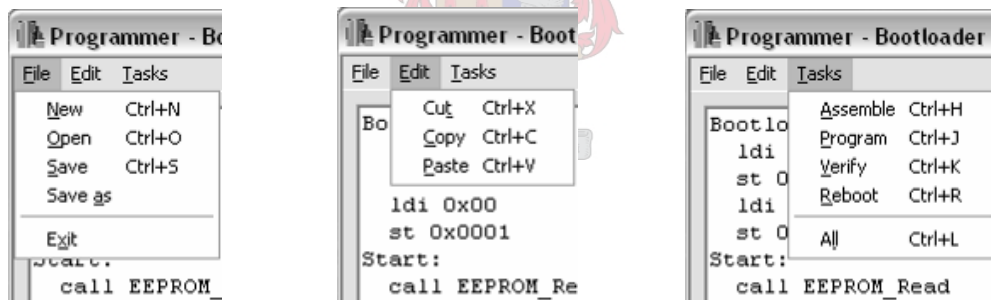 Programmer - Bo
File Edit Tasks
New Ctrl+N
Open Ctrl+O
Save Ctrl+S
Save as
Exit
Start:
call EEPROM_
Programmer - Boot
File Edit Tasks
Cut Ctrl+X
Copy Ctrl+C
Paste Ctrl+V
Bo
ldi 0x00
st 0x0001
Start:
call EEPROM_Re
Programmer - Bootloader
File Edit Tasks
Assemble Ctrl+H
Program Ctrl+J
Verify Ctrl+K
Reboot Ctrl+R
All Ctrl+L
Bootlo
ldi
st 0
ldi
st 0
Start:
call EEPROM_Read